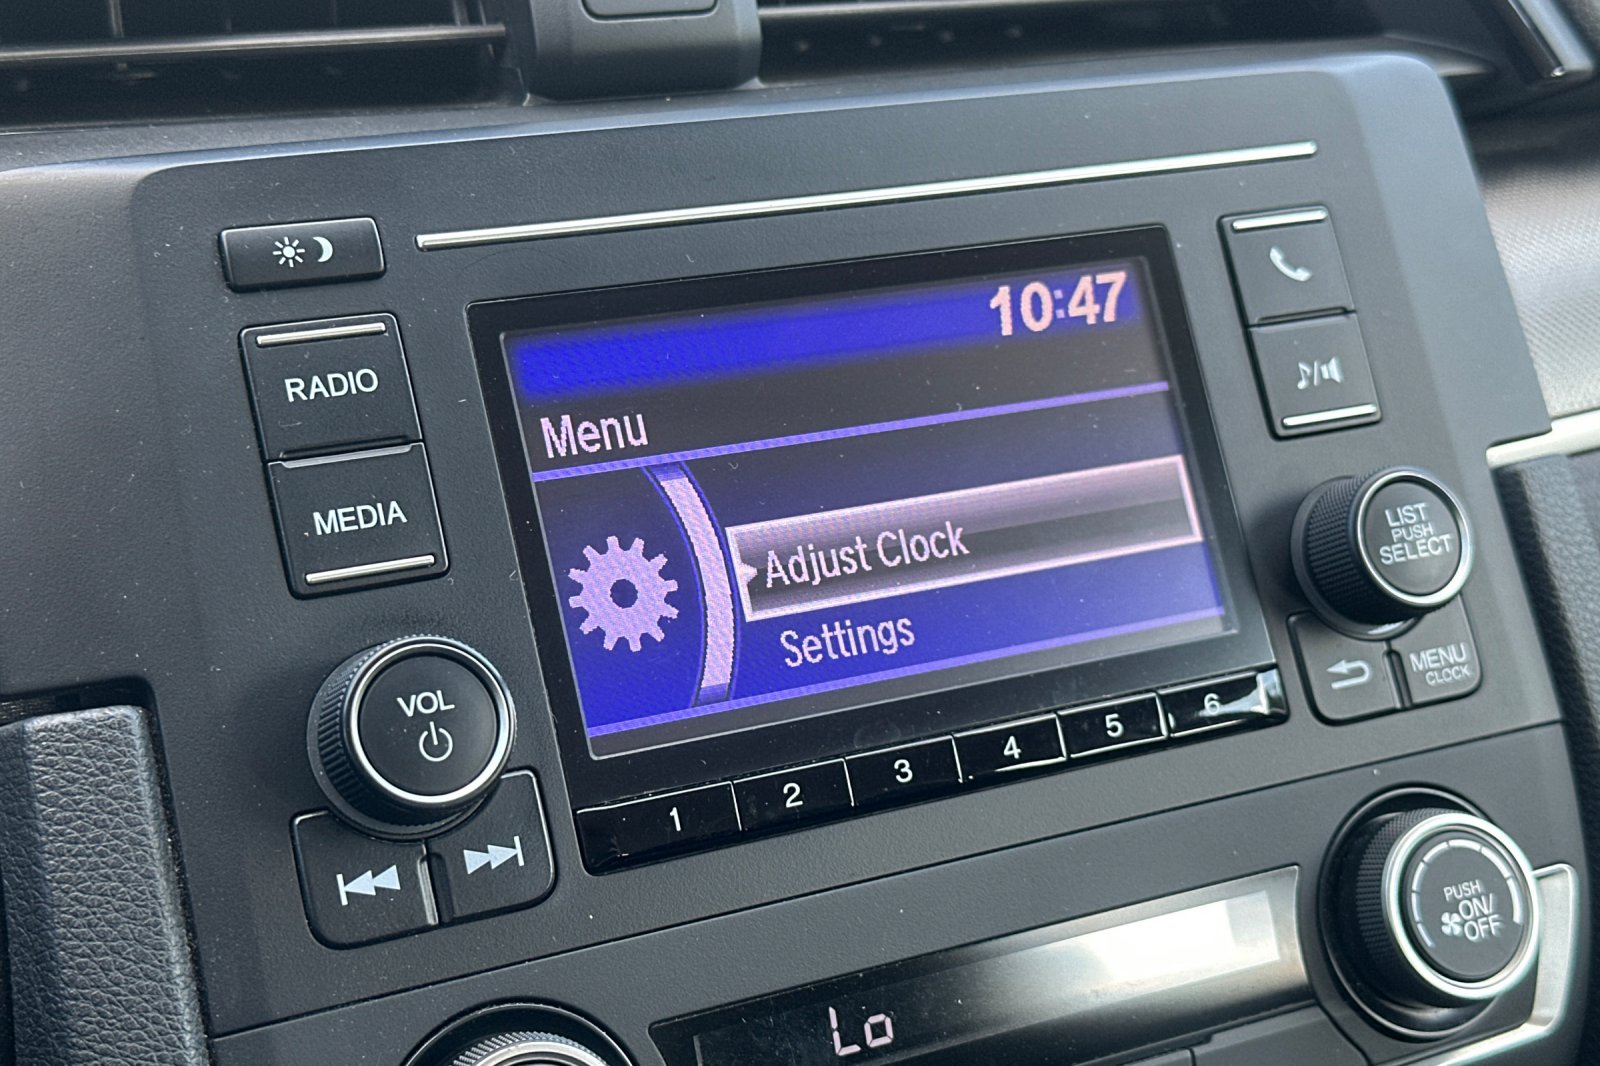 10:47
RADIO
Menu
MEDIA
Adjust Clock
Settings
LIST
PUSH
SELECT
VOL
MENU
CLOCK
1 2 3 4 5 6
PUSH
ON/
OFF
Lo